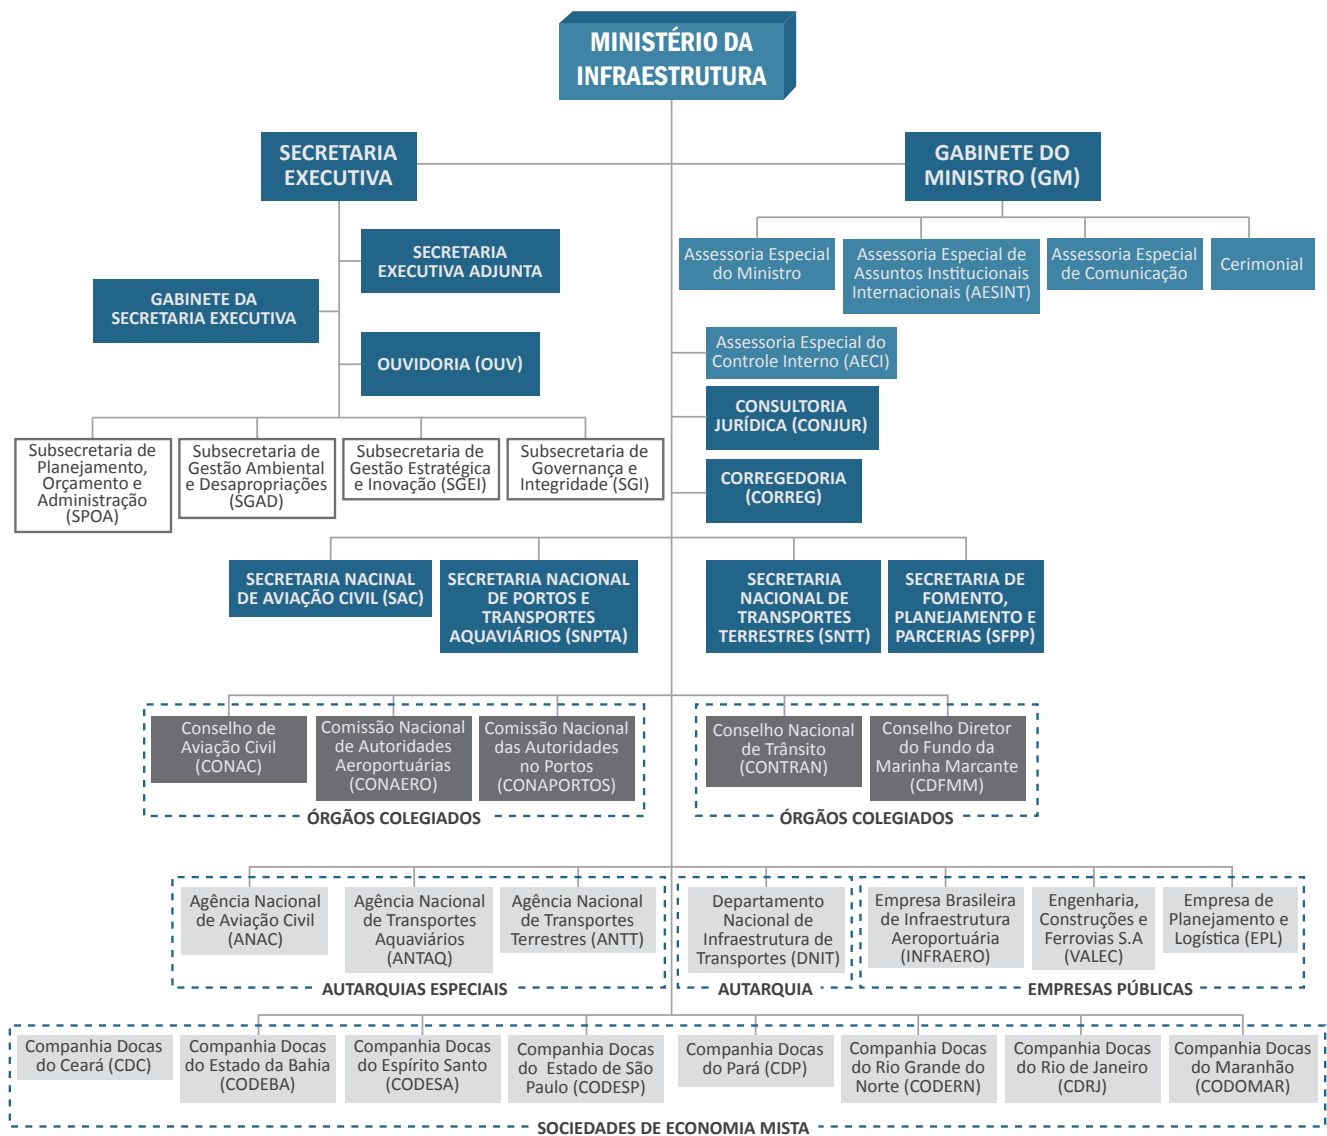 MINISTÉRIO DA
INFRAESTRUTURA
SECRETARIA
EXECUTIVA
GABINETE DO
MINISTRO (GM)
SECRETARIA
EXECUTIVA ADJUNTA
GABINETE DA
SECRETARIA EXECUTIVA
OUVIDORIA (OUV)
Assessoria Especial
do Ministro
Assessoria Especial de
Assuntos Institucionais
Internacionais (AESINT)
Assessoria Especial
de Comunicação
Cerimonial
Assessoria Especial do
Controle Interno (AECI)
CONSULTORIA
JURÍDICA (CONJUR)
CORREGEDORIA
(CORREG)
Subsecretaria de
Planejamento,
Orçamento e
Administração
(SPOA)
Subsecretaria de
Gestão Ambiental
e Desapropriações
(SGAD)
Subsecretaria de
Gestão Estratégica
e Inovação (SGEI)
Subsecretaria de
Governança e
Integridade (SGI)
SECRETARIA NACINAL
DE AVIAÇÃO CIVIL (SAC)
SECRETARIA NACIONAL
DE PORTOS E
TRANSPORTES
AQUAVIÁRIOS (SNPTA)
SECRETARIA
NACIONAL DE
TRANSPORTES
TERRESTRES (SNTT)
SECRETARIA DE
FOMENTO,
PLANEJAMENTO E
PARCERIAS (SFPP)
Conselho de
Aviação Civil
(CONAC)
Comissão Nacional
de Autoridades
Aeroportuárias
(CONAERO)
Comissão Nacional
das Autoridades
no Portos
(CONAPORTOS)
ÓRGÃOS COLEGIADOS
Conselho Nacional
de Trânsito
(CONTRAN)
Conselho Diretor
do Fundo da
Marinha Marcante
(CDFMM)
ÓRGÃOS COLEGIADOS
Agência Nacional
de Aviação Civil
(ANAC)
Agência Nacional
de Transportes
Aquaviários
(ANTAQ)
Agência Nacional
de Transportes
Terrestres (ANTT)
AUTARQUIAS ESPECIAIS
Departamento
Nacional de
Infraestrutura de
Transportes (DNIT)
AUTARQUIA
Empresa Brasileira
de Infraestrutura
Aeroportuária
(INFRAERO)
Engenharia,
Construções e
Ferrovias S.A
(VALEC)
Empresa de
Planejamento e
Logística (EPL)
EMPRESAS PÚBLICAS
Companhia Docas
do Ceará (CDC)
Companhia Docas
do Estado da Bahia
(CODEBA)
Companhia Docas
do Espírito Santo
(CODESA)
Companhia Docas
do Estado de São
Paulo (CODESP)
Companhia Docas
do Pará (CDP)
Companhia Docas
do Rio Grande do
Norte (CODERN)
Companhia Docas
do Rio de Janeiro
(CDRJ)
Companhia Docas
do Maranhão
(CODOMAR)
SOCIEDADES DE ECONOMIA MISTA